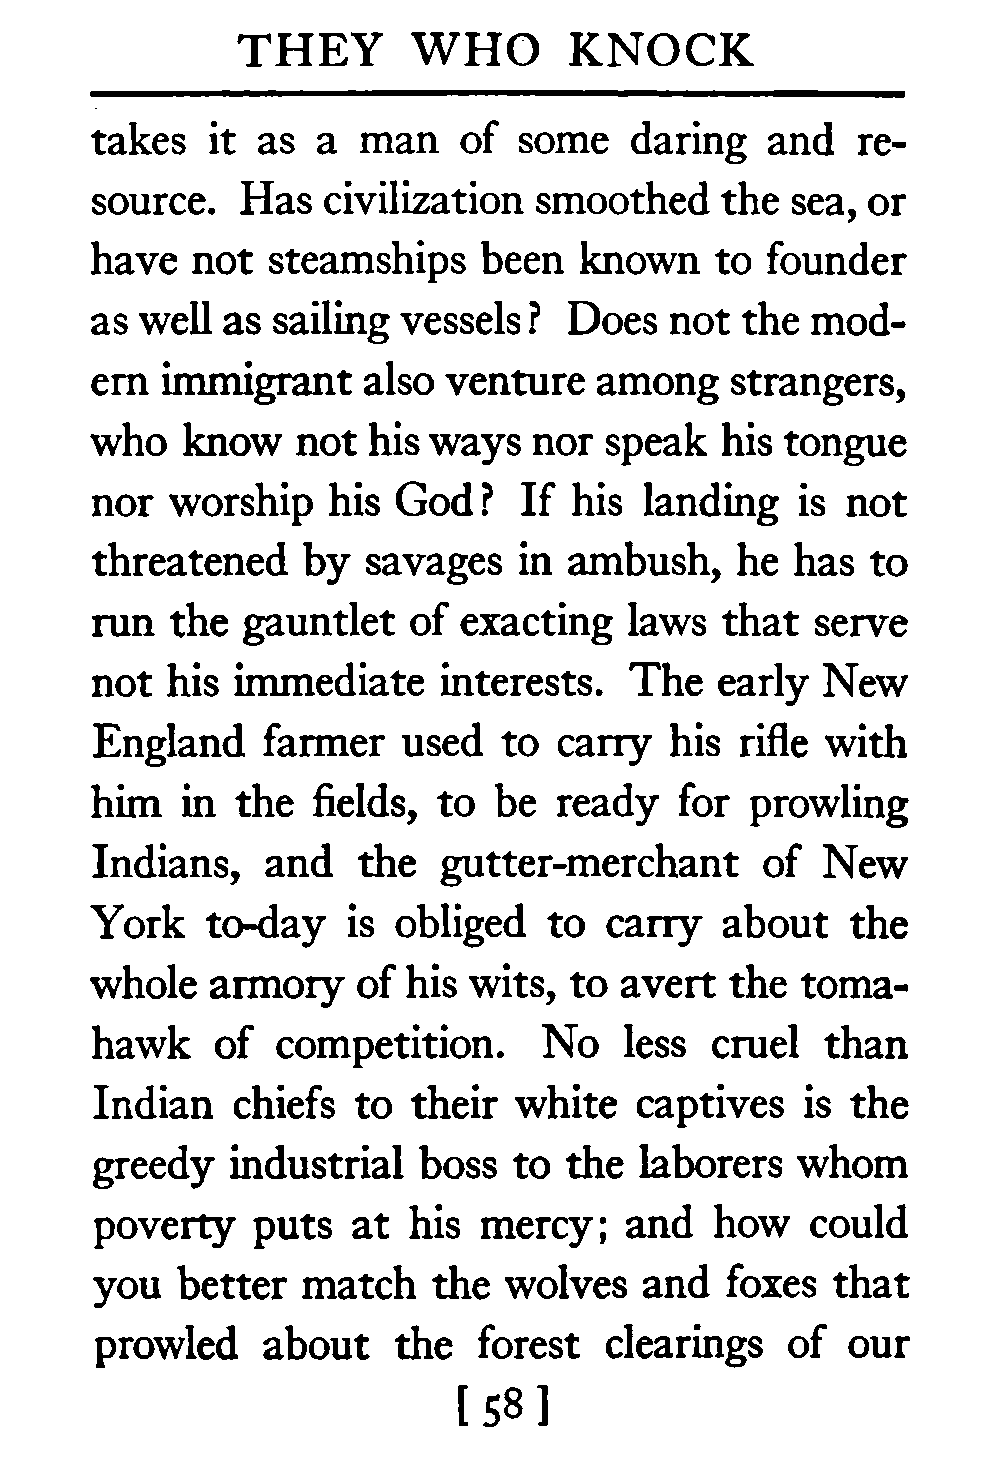 THEY WHO KNOCK
takes it as a man of some daring and re-
source. Has civilization smoothed the sea, or
have not steamships been known to founder
as well as sailing vessels? Does not the mod-
ern immigrant also venture among strangers,
who know not his ways nor speak his tongue
nor worship his God? If his landing is not
threatened by savages in ambush, he has to
run the gauntlet of exacting laws that serve
not his immediate interests. The early New
England farmer used to carry his rifle with
him in the fields, to be ready for prowling
Indians, and the gutter-merchant of New
York to-day is obliged to carry about the
whole armory of his wits, to avert the toma-
hawk of competition. No less cruel than
Indian chiefs to their white captives is the
greedy industrial boss to the laborers whom
poverty puts at his mercy; and how could
you better match the wolves and foxes that
prowled about the forest clearings of our
[ 58 ]